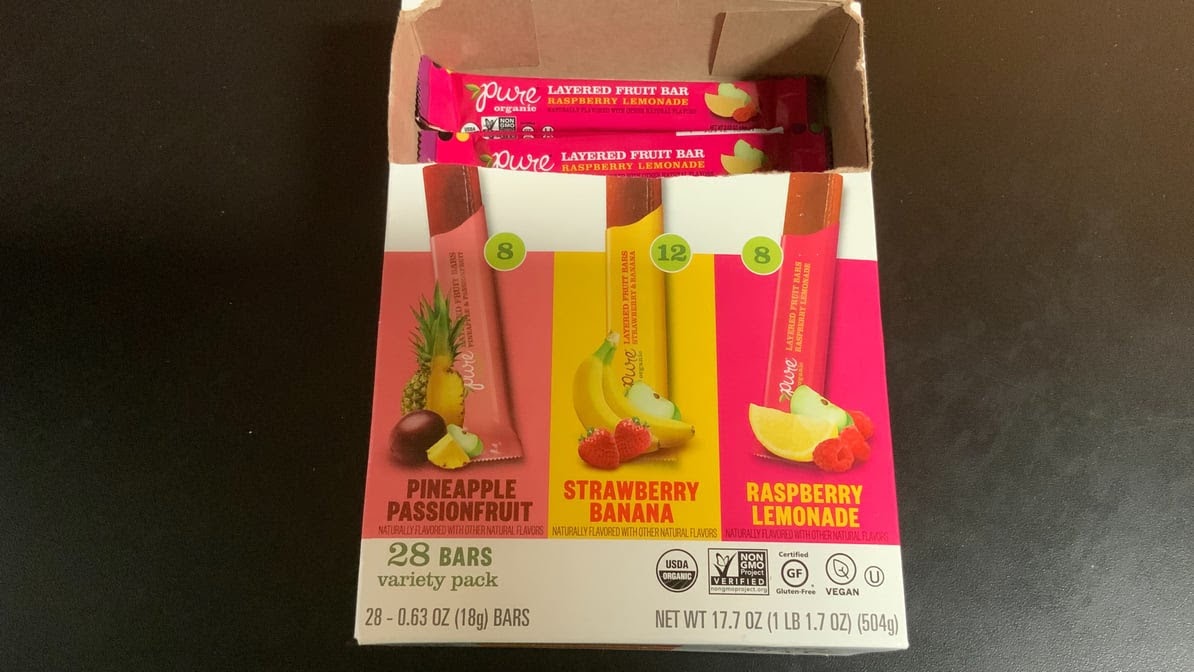 pure
organic
LAYERED FRUIT BAR
RASPBERRY LEMONADE
NATURALLY FLAVORED WITH OTHER NATURAL FLAVORS
USDA
NON
GMO
pure
LAYERED FRUIT BAR
RASPBERRY LEMONADE
8
12
8
pure
LAYERED FRUIT BARS
PINEAPPLE & PASSIONFRUIT
pure
organic
LAYERED FRUIT BARS
STRAWBERRY & BANANA
pure
organic
LAYERED FRUIT BARS
RASPBERRY LEMONADE
PINEAPPLE
PASSIONFRUIT
NATURALLY FLAVORED WITH OTHER NATURAL FLAVORS
STRAWBERRY
BANANA
NATURALLY FLAVORED WITH OTHER NATURAL FLAVORS
RASPBERRY
LEMONADE
NATURALLY FLAVORED WITH OTHER NATURAL FLAVORS
28 BARS
variety pack
USDA
ORGANIC
NON
GMO
Project
VERIFIED
nongmoproject.org
Certified
GF
Gluten-Free
VEGAN
U
28 - 0.63 OZ (18g) BARS
NET WT 17.7 OZ (1 LB 1.7 OZ) (504g)